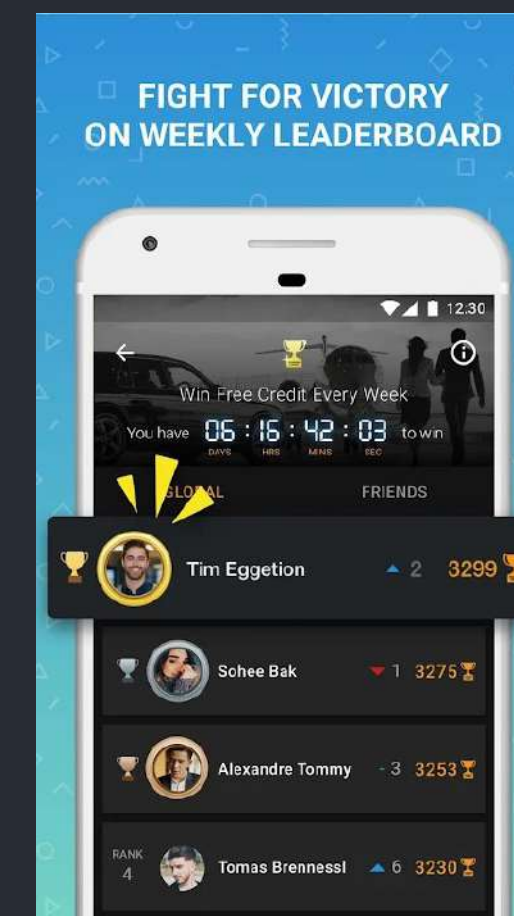 FIGHT FOR VICTORY
ON WEEKLY LEADERBOARD
12:30
Win Free Credit Every Week
You have 06 : 16 : 42 : 03 to win
DAYS HRS MINS SEC
GLOBAL FRIENDS
Tim Eggetion 2 3299
Sohee Bak 1 3275
Alexandre Tommy - 3 3253
RANK
4 Tomas Brennessl 6 3230